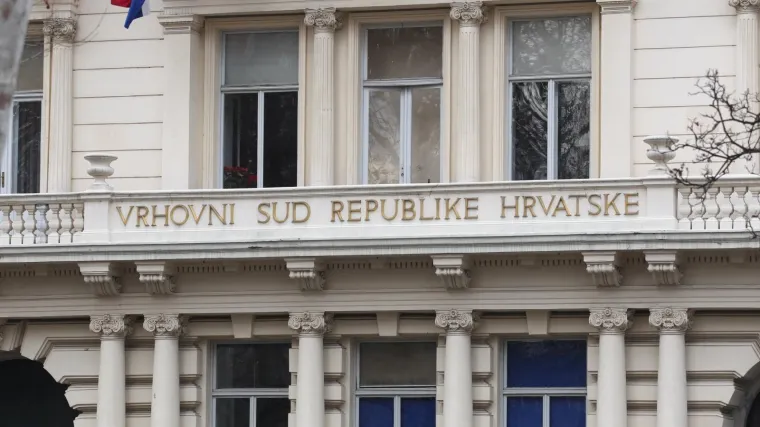 VRHOVNI SUD REPUBLIKE HRVATSKE